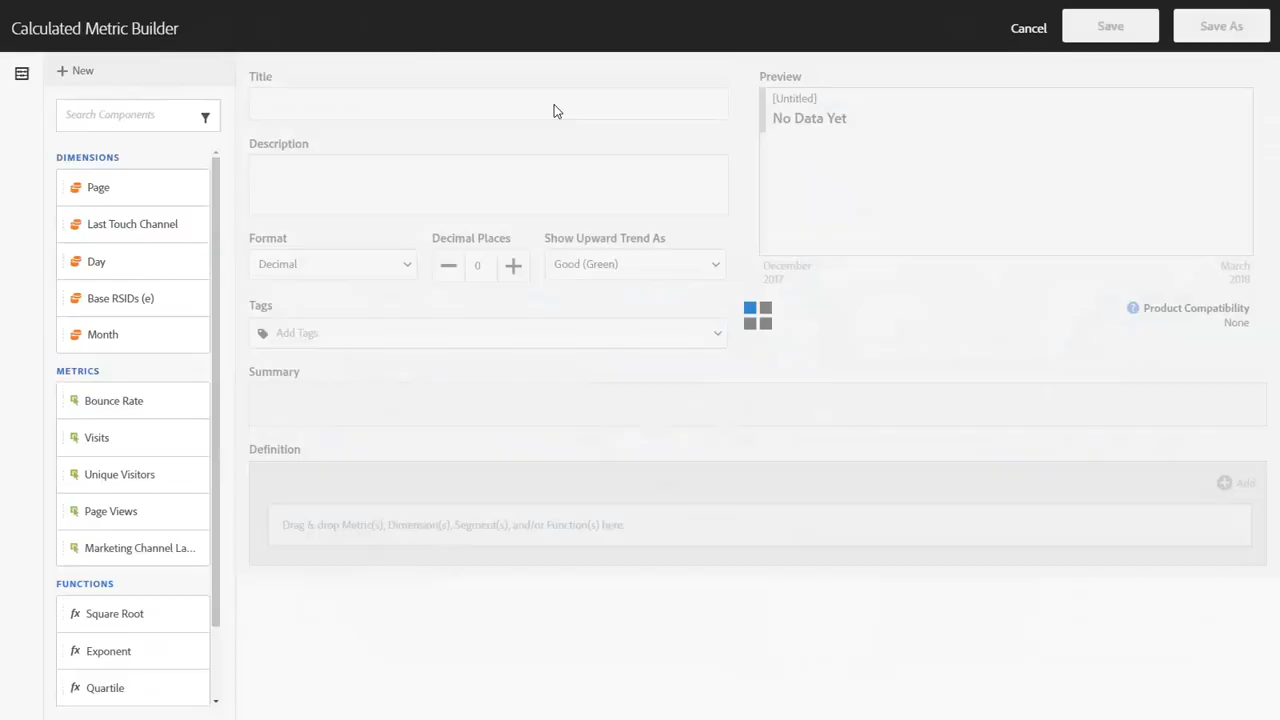 Calculated Metric Builder
Cancel
Save
Save As
New
Search Components
DIMENSIONS
Page
Last Touch Channel
Day
Base RSIDs (e)
Month
METRICS
Bounce Rate
Visits
Unique Visitors
Page Views
Marketing Channel La...
FUNCTIONS
fx Square Root
fx Exponent
fx Quartile
Title
Description
Format
Decimal
Decimal Places
0
Show Upward Trend As
Good (Green)
Tags
Add Tags
Preview
[Untitled]
No Data Yet
December
2017
March
2018
? Product Compatibility
None
Summary
Definition
Add
Drag & drop Metric(s), Dimension(s), Segment(s), and/or Function(s) here.